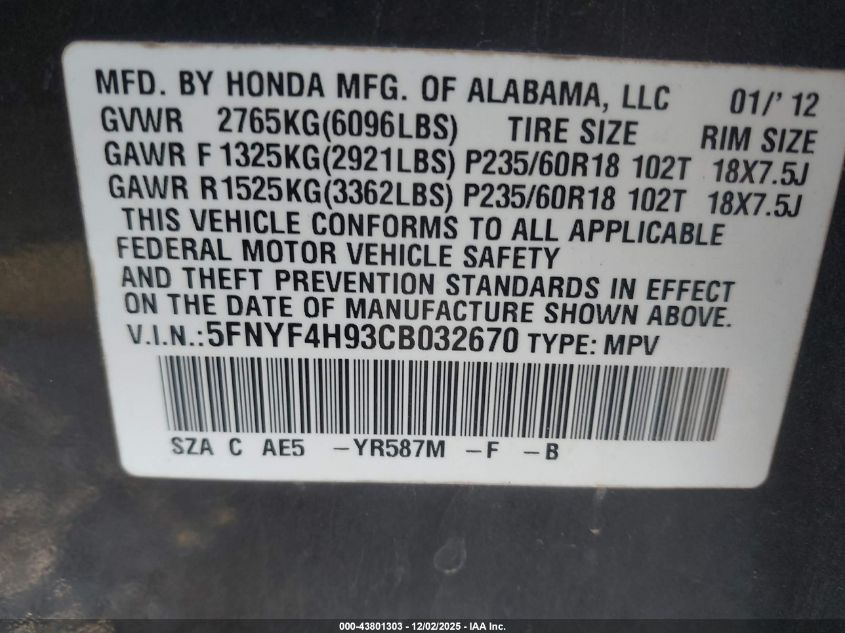 MFD. BY HONDA MFG. OF ALABAMA, LLC 01/' 12
GVWR 2765KG(6096LBS) TIRE SIZE RIM SIZE
GAWR F 1325KG(2921LBS) P235/60R18 102T 18X7.5J
GAWR R 1525KG(3362LBS) P235/60R18 102T 18X7.5J
THIS VEHICLE CONFORMS TO ALL APPLICABLE
FEDERAL MOTOR VEHICLE SAFETY
AND THEFT PREVENTION STANDARDS IN EFFECT
ON THE DATE OF MANUFACTURE SHOWN ABOVE.
V.I.N.:5FNYF4H93CB032670 TYPE: MPV
SZA C AE5 -YR587M -F -B
000-43801303 - 12/02/2025 - IAA Inc.